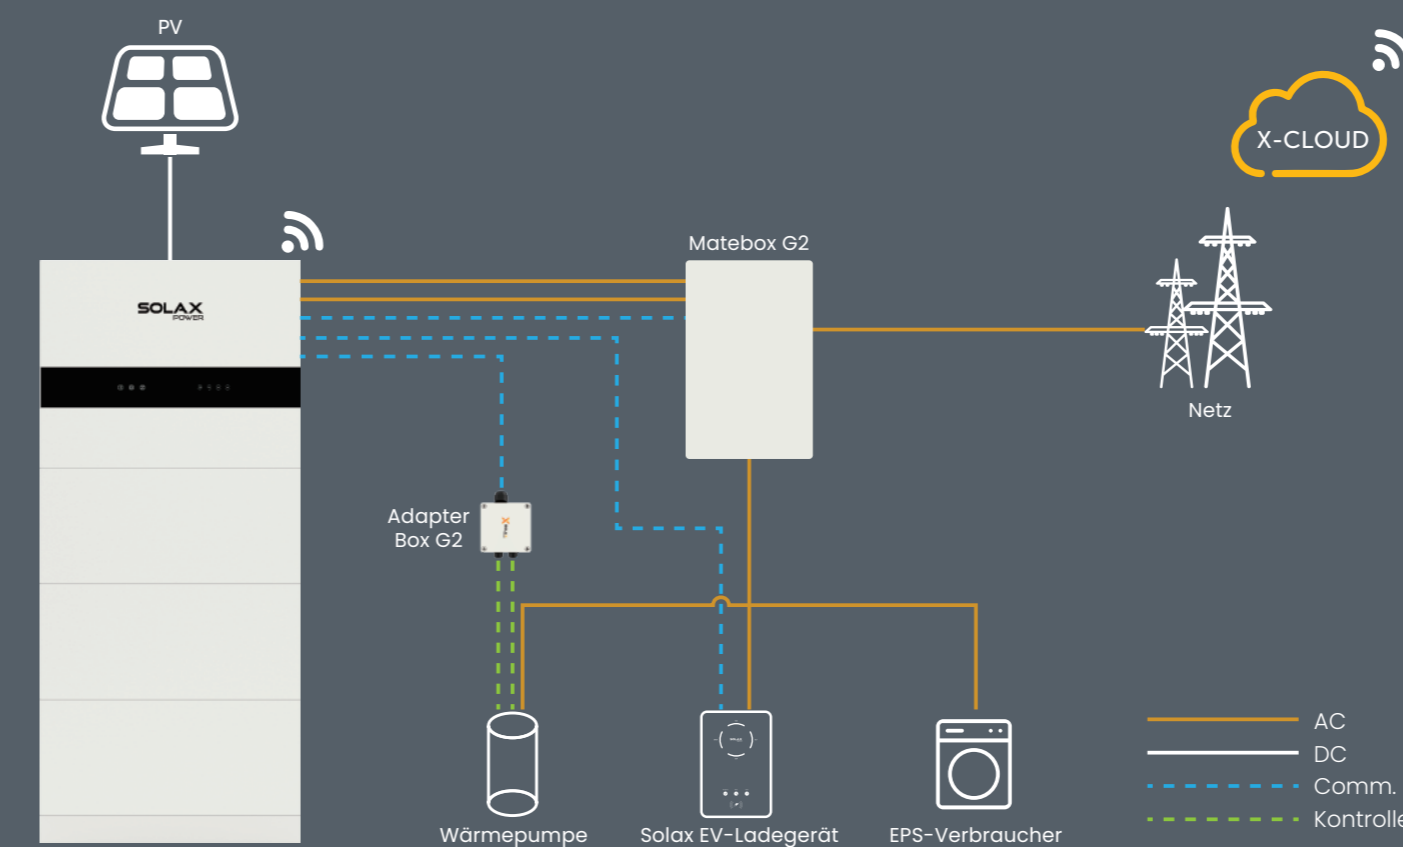 PV
X-CLOUD
Matebox G2
SOLAX
POWER
Netz
Adapter
Box G2
AC
DC
Comm.
Kontrolle
Wärmepumpe
Solax EV-Ladegerät
EPS-Verbraucher